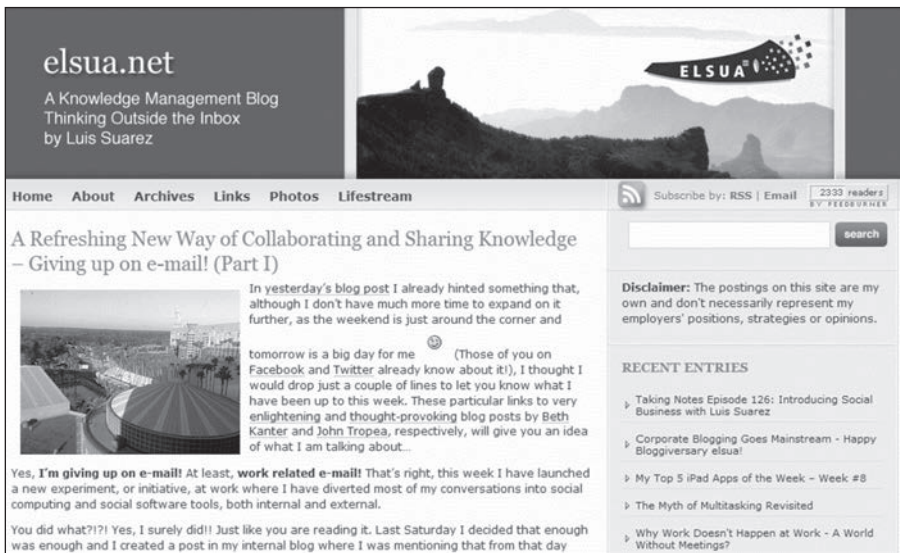 elsua.net
A Knowledge Management Blog
Thinking Outside the Inbox
by Luis Suarez
ELSUA
Home About Archives Links Photos Lifestream
Subscribe by: RSS | Email
2333 readers
BY FEEDBURNER
search
A Refreshing New Way of Collaborating and Sharing Knowledge
– Giving up on e-mail! (Part I)
In yesterday's blog post I already hinted something that,
although I don't have much more time to expand on it
further, as the weekend is just around the corner and
tomorrow is a big day for me (Those of you on
Facebook and Twitter already know about it!), I thought I
would drop just a couple of lines to let you know what I
have been up to this week. These particular links to very
enlightening and thought-provoking blog posts by Beth
Kanter and John Tropea, respectively, will give you an idea
of what I am talking about...
Yes, I'm giving up on e-mail! At least, work related e-mail! That's right, this week I have launched
a new experiment, or initiative, at work where I have diverted most of my conversations into social
computing and social software tools, both internal and external.
You did what?!?! Yes, I surely did!! Just like you are reading it. Last Saturday I decided that enough
was enough and I created a post in my internal blog where I was mentioning that from that day
Disclaimer: The postings on this site are my
own and don't necessarily represent my
employers' positions, strategies or opinions.
RECENT ENTRIES
Taking Notes Episode 126: Introducing Social
Business with Luis Suarez
Corporate Blogging Goes Mainstream - Happy
Bloggiversary elsua!
My Top 5 iPad Apps of the Week – Week #8
The Myth of Multitasking Revisited
Why Work Doesn't Happen at Work - A World
Without Meetings?